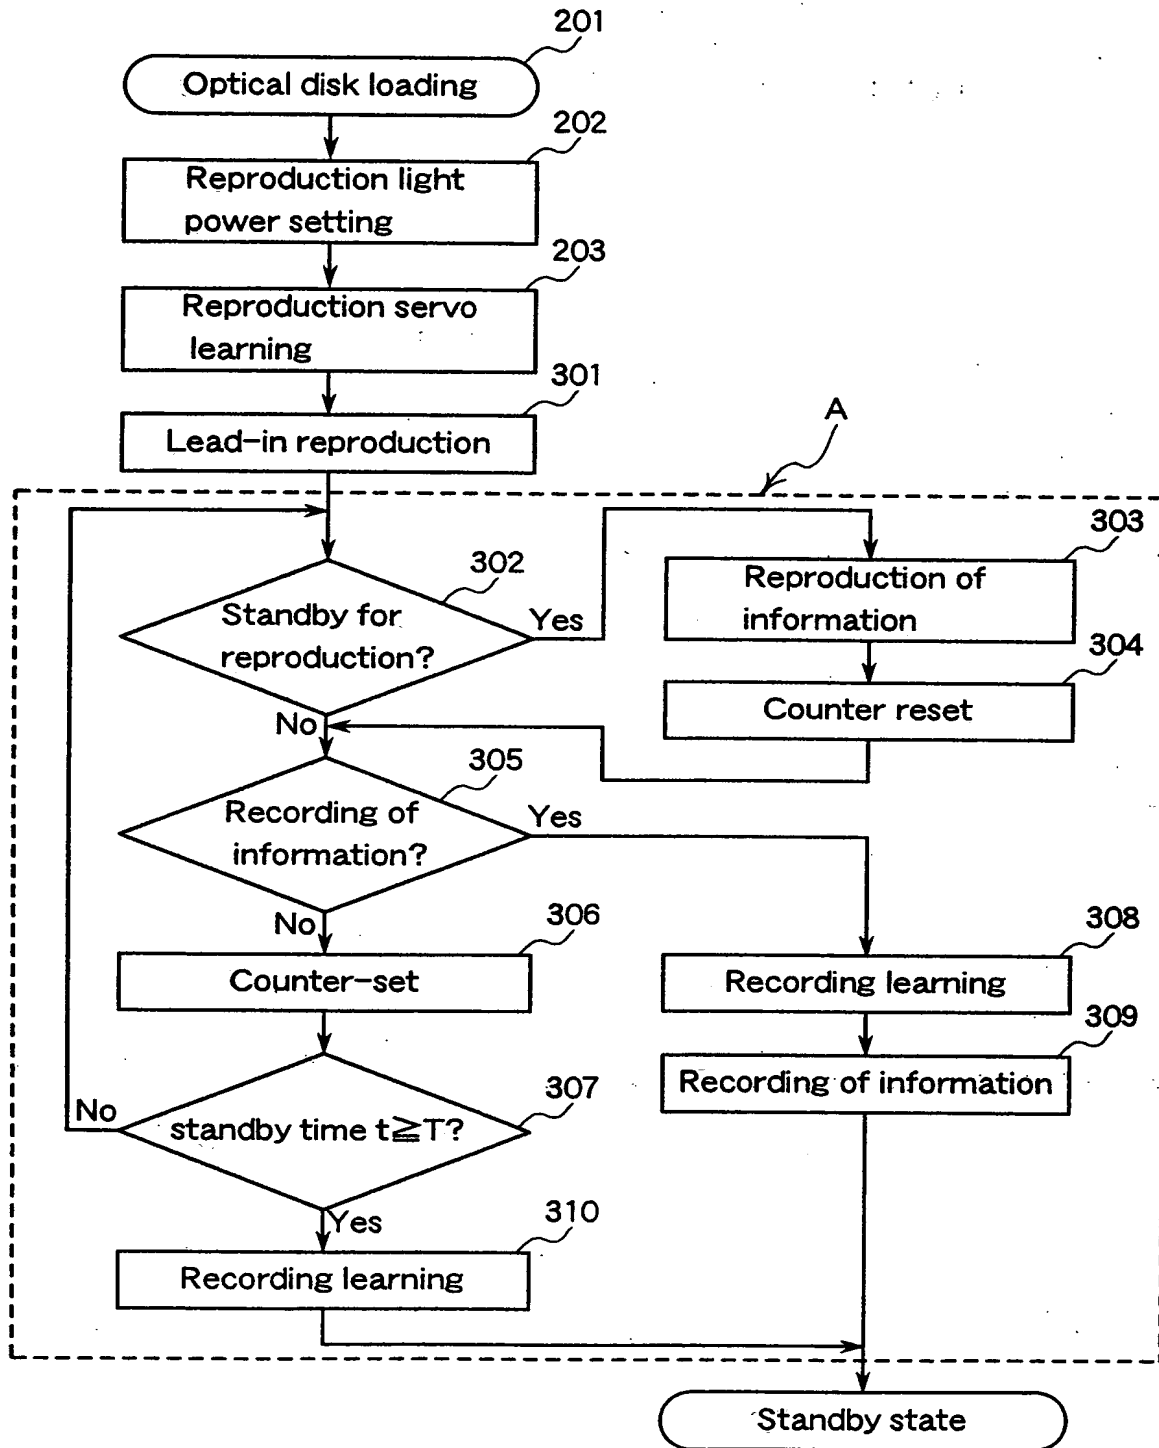 201
Optical disk loading
202
Reproduction light
power setting
203
Reproduction servo
learning
301
Lead-in reproduction
A
303
Reproduction of
information
302
Standby for
reproduction?
Yes
304
Counter reset
No
305
Recording of
information?
Yes
No
306
Counter-set
308
Recording learning
309
Recording of information
307
standby time t≧T?
No
Yes
310
Recording learning
Standby state